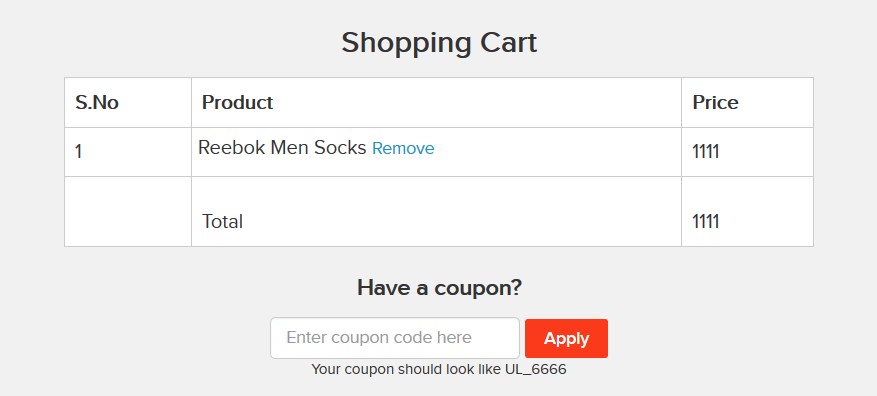 Shopping Cart
S.No Product Price
1 Reebok Men Socks Remove 1111
Total 1111
Have a coupon?
Enter coupon code here Apply
Your coupon should look like UL_6666